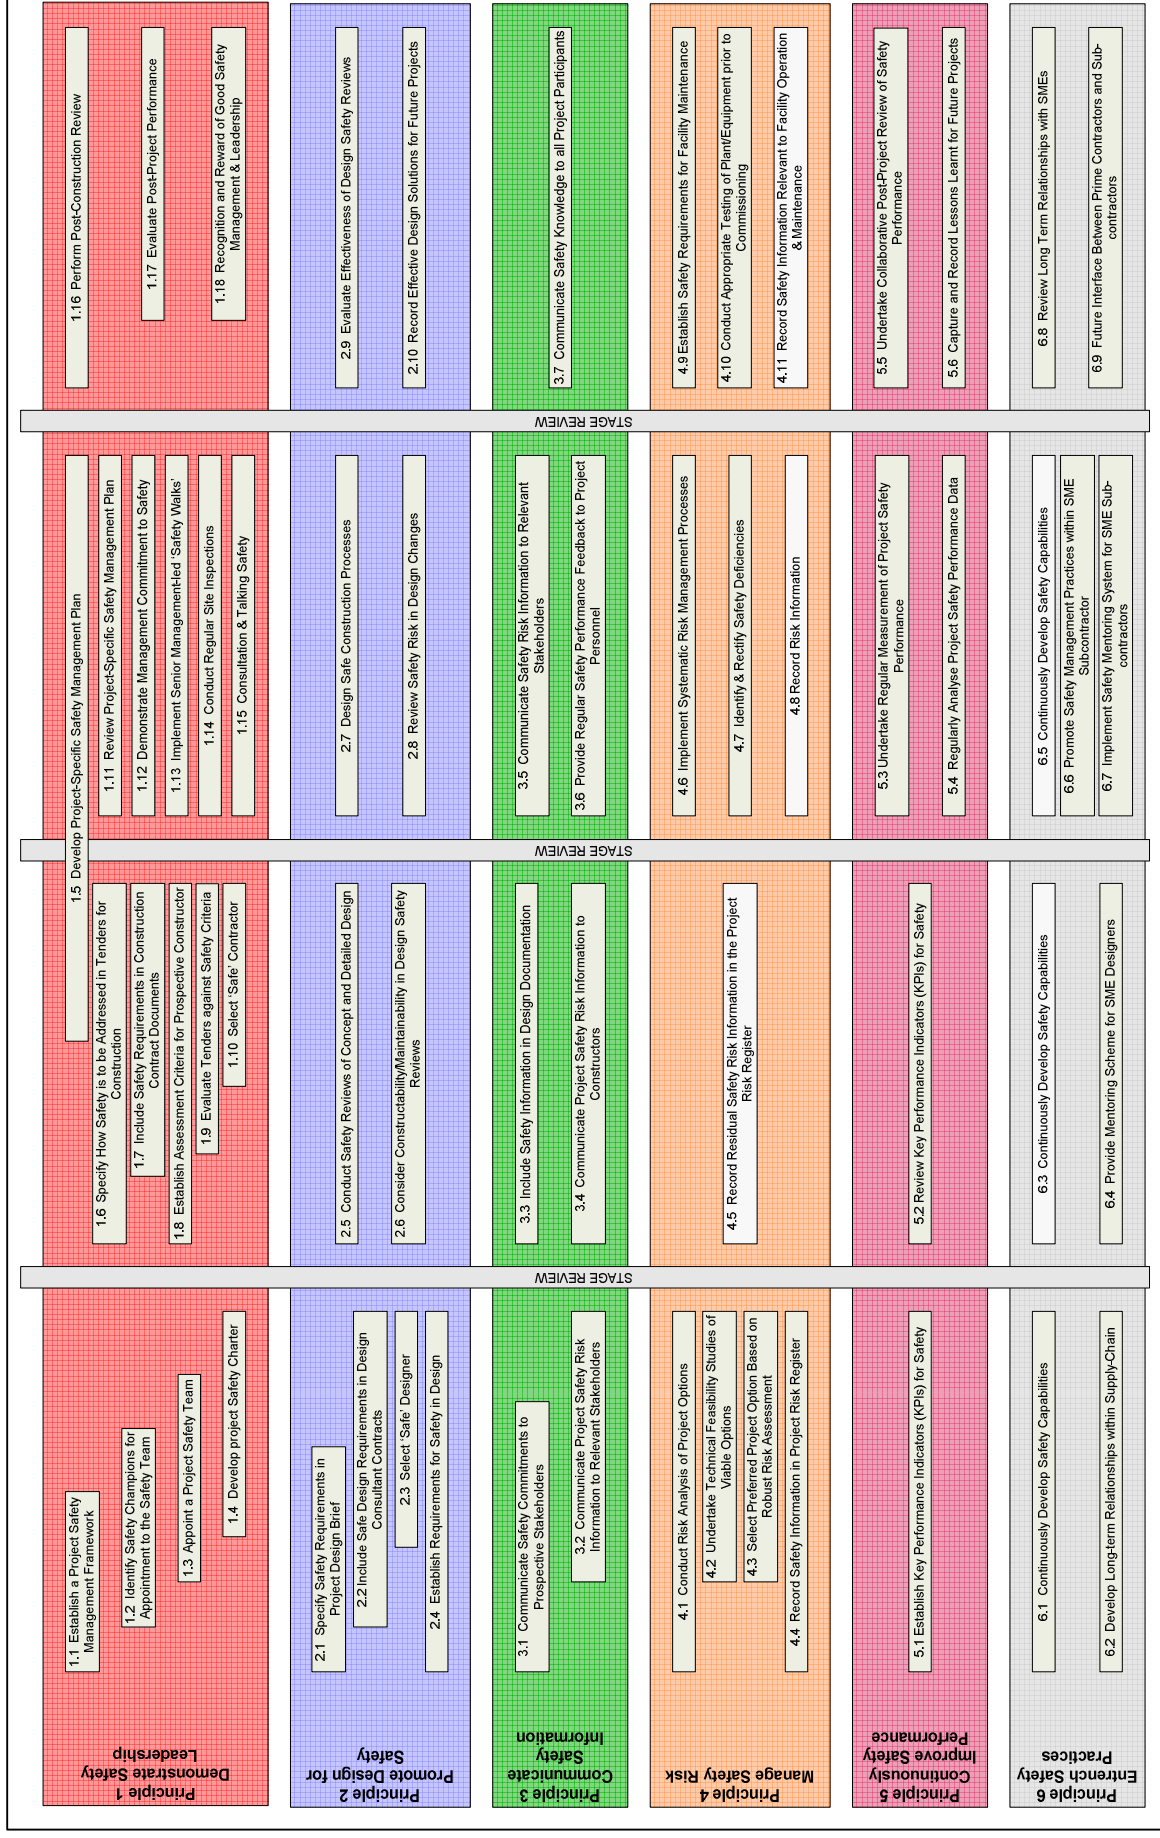 Principle 1
Demonstrate Safety
Leadership
1.1 Establish a Project Safety
Management Framework
1.2 Identify Safety Champions for
Appointment to the Safety Team
1.3 Appoint a Project Safety Team
1.4 Develop project Safety Charter
1.5 Develop Project-Specific Safety Management Plan
1.6 Specify How Safety is to be Addressed in Tenders for
Construction
1.7 Include Safety Requirements in Construction
Contract Documents
1.8 Establish Assessment Criteria for Prospective Constructor
1.9 Evaluate Tenders against Safety Criteria
1.10 Select ‘Safe’ Contractor
1.11 Review Project-Specific Safety Management Plan
1.12 Demonstrate Management Commitment to Safety
1.13 Implement Senior Management-led ‘Safety Walks’
1.14 Conduct Regular Site Inspections
1.15 Consultation & Talking Safety
1.16 Perform Post-Construction Review
1.17 Evaluate Post-Project Performance
1.18 Recognition and Reward of Good Safety
Management & Leadership
Principle 2
Promote Design for
Safety
2.1 Specify Safety Requirements in
Project Design Brief
2.2 Include Safe Design Requirements in Design
Consultant Contracts
2.3 Select ‘Safe’ Designer
2.4 Establish Requirements for Safety in Design
2.5 Conduct Safety Reviews of Concept and Detailed Design
2.6 Consider Constructability/Maintainability in Design Safety
Reviews
2.7 Design Safe Construction Processes
2.8 Review Safety Risk in Design Changes
2.9 Evaluate Effectiveness of Design Safety Reviews
2.10 Record Effective Design Solutions for Future Projects
Principle 3
Communicate
Safety
Information
3.1 Communicate Safety Commitments to
Prospective Stakeholders
3.2 Communicate Project Safety Risk
Information to Relevant Stakeholders
STAGE REVIEW
3.3 Include Safety Information in Design Documentation
3.4 Communicate Project Safety Risk Information to
Constructors
STAGE REVIEW
3.5 Communicate Safety Risk Information to Relevant
Stakeholders
3.6 Provide Regular Safety Performance Feedback to Project
Personnel
STAGE REVIEW
3.7 Communicate Safety Knowledge to all Project Participants
Principle 4
Manage Safety Risk
4.1 Conduct Risk Analysis of Project Options
4.2 Undertake Technical Feasibility Studies of
Viable Options
4.3 Select Preferred Project Option Based on
Robust Risk Assessment
4.4 Record Safety Information in Project Risk Register
4.5 Record Residual Safety Risk Information in the Project
Risk Register
4.6 Implement Systematic Risk Management Processes
4.7 Identify & Rectify Safety Deficiencies
4.8 Record Risk Information
4.9 Establish Safety Requirements for Facility Maintenance
4.10 Conduct Appropriate Testing of Plant/Equipment prior to
Commissioning
4.11 Record Safety Information Relevant to Facility Operation
& Maintenance
Principle 5
Continuously
Improve Safety
Performance
5.1 Establish Key Performance Indicators (KPIs) for Safety
5.2 Review Key Performance Indicators (KPIs) for Safety
5.3 Undertake Regular Measurement of Project Safety
Performance
5.4 Regularly Analyse Project Safety Performance Data
5.5 Undertake Collaborative Post-Project Review of Safety
Performance
5.6 Capture and Record Lessons Learnt for Future Projects
Principle 6
Entrench Safety
Practices
6.1 Continuously Develop Safety Capabilities
6.2 Develop Long-term Relationships within Supply-Chain
6.3 Continuously Develop Safety Capabilities
6.4 Provide Mentoring Scheme for SME Designers
6.5 Continuously Develop Safety Capabilities
6.6 Promote Safety Management Practices within SME
Subcontractor
6.7 Implement Safety Mentoring System for SME Sub-
contractors
6.8 Review Long Term Relationships with SMEs
6.9 Future Interface Between Prime Contractors and Sub-
contractors